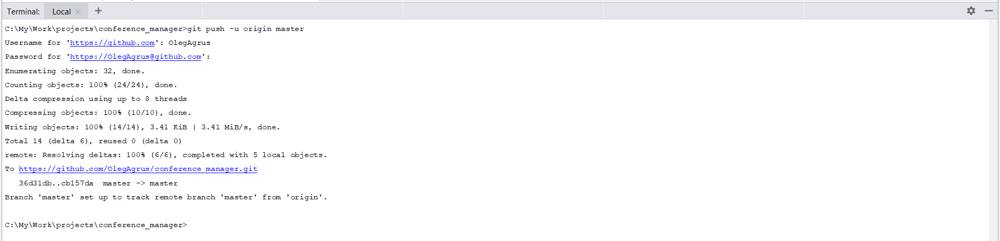 Terminal: Local × +
C:\My\Work\projects\conference_manager>git push -u origin master
Username for 'https://github.com': OlegAgrus
Password for 'https://OlegAgrus@github.com':
Enumerating objects: 32, done.
Counting objects: 100% (24/24), done.
Delta compression using up to 8 threads
Compressing objects: 100% (10/10), done.
Writing objects: 100% (14/14), 3.41 KiB | 3.41 MiB/s, done.
Total 14 (delta 6), reused 0 (delta 0)
remote: Resolving deltas: 100% (6/6), completed with 5 local objects.
To https://github.com/OlegAgrus/conference_manager.git
   36d31db..cb157da  master -> master
Branch 'master' set up to track remote branch 'master' from 'origin'.
C:\My\Work\projects\conference_manager>